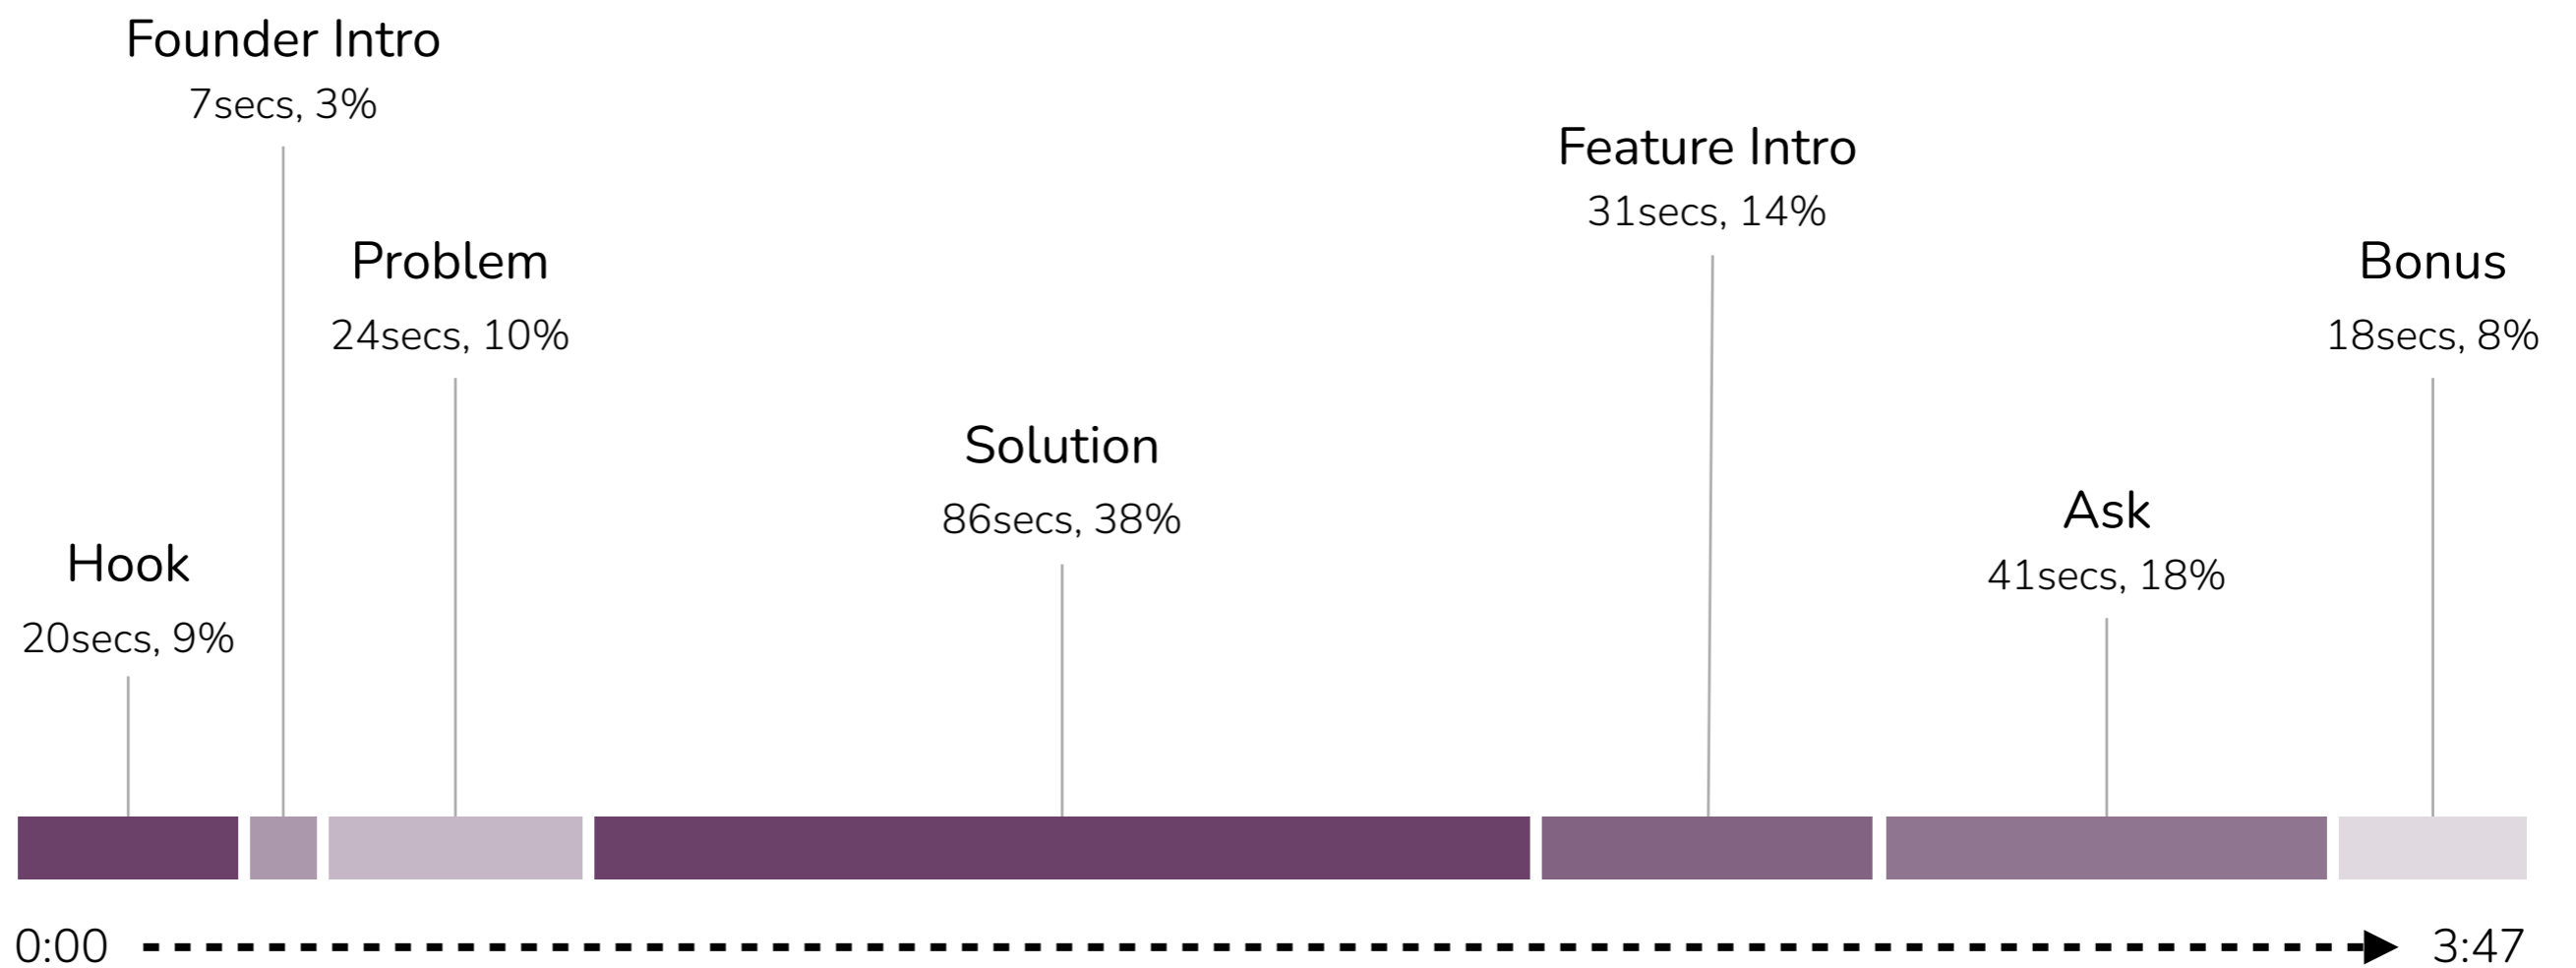 Founder Intro
7secs, 3%
Feature Intro
31secs, 14%
Problem
24secs, 10%
Bonus
18secs, 8%
Solution
86secs, 38%
Ask
41secs, 18%
Hook
20secs, 9%
0:00
3:47